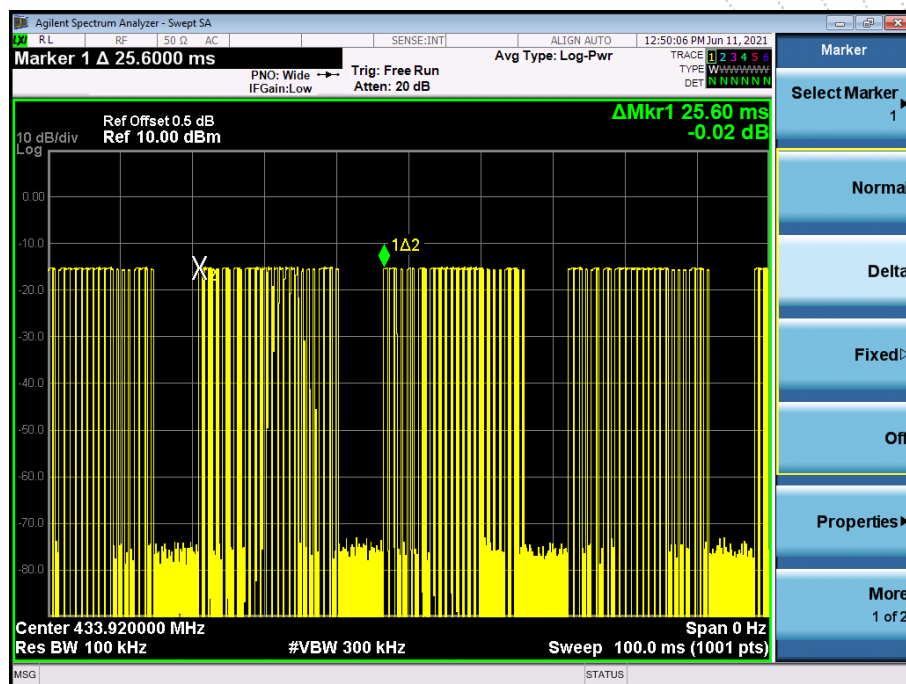 Agilent Spectrum Analyzer - Swept SA
LXI RL RF 50 Ω AC SENSE:INT ALIGN AUTO 12:50:06 PM Jun 11, 2021
Marker 1 Δ 25.6000 ms
PNO: Wide
IFGain:Low
Trig: Free Run
Atten: 20 dB
Avg Type: Log-Pwr
TRACE 1 2 3 4 5 6
TYPE WWWWWW
DET N N N N N N
ΔMkr1 25.60 ms
-0.02 dB
Ref Offset 0.5 dB
10 dB/div Ref 10.00 dBm
Log
0.00
-10.0
-20.0
-30.0
-40.0
-50.0
-60.0
-70.0
-80.0
1Δ2
X2
Center 433.920000 MHz Span 0 Hz
Res BW 100 kHz #VBW 300 kHz Sweep 100.0 ms (1001 pts)
MSG STATUS
Marker
Select Marker
1
Norma
Delta
Fixed
Off
Properties
More
1 of 2